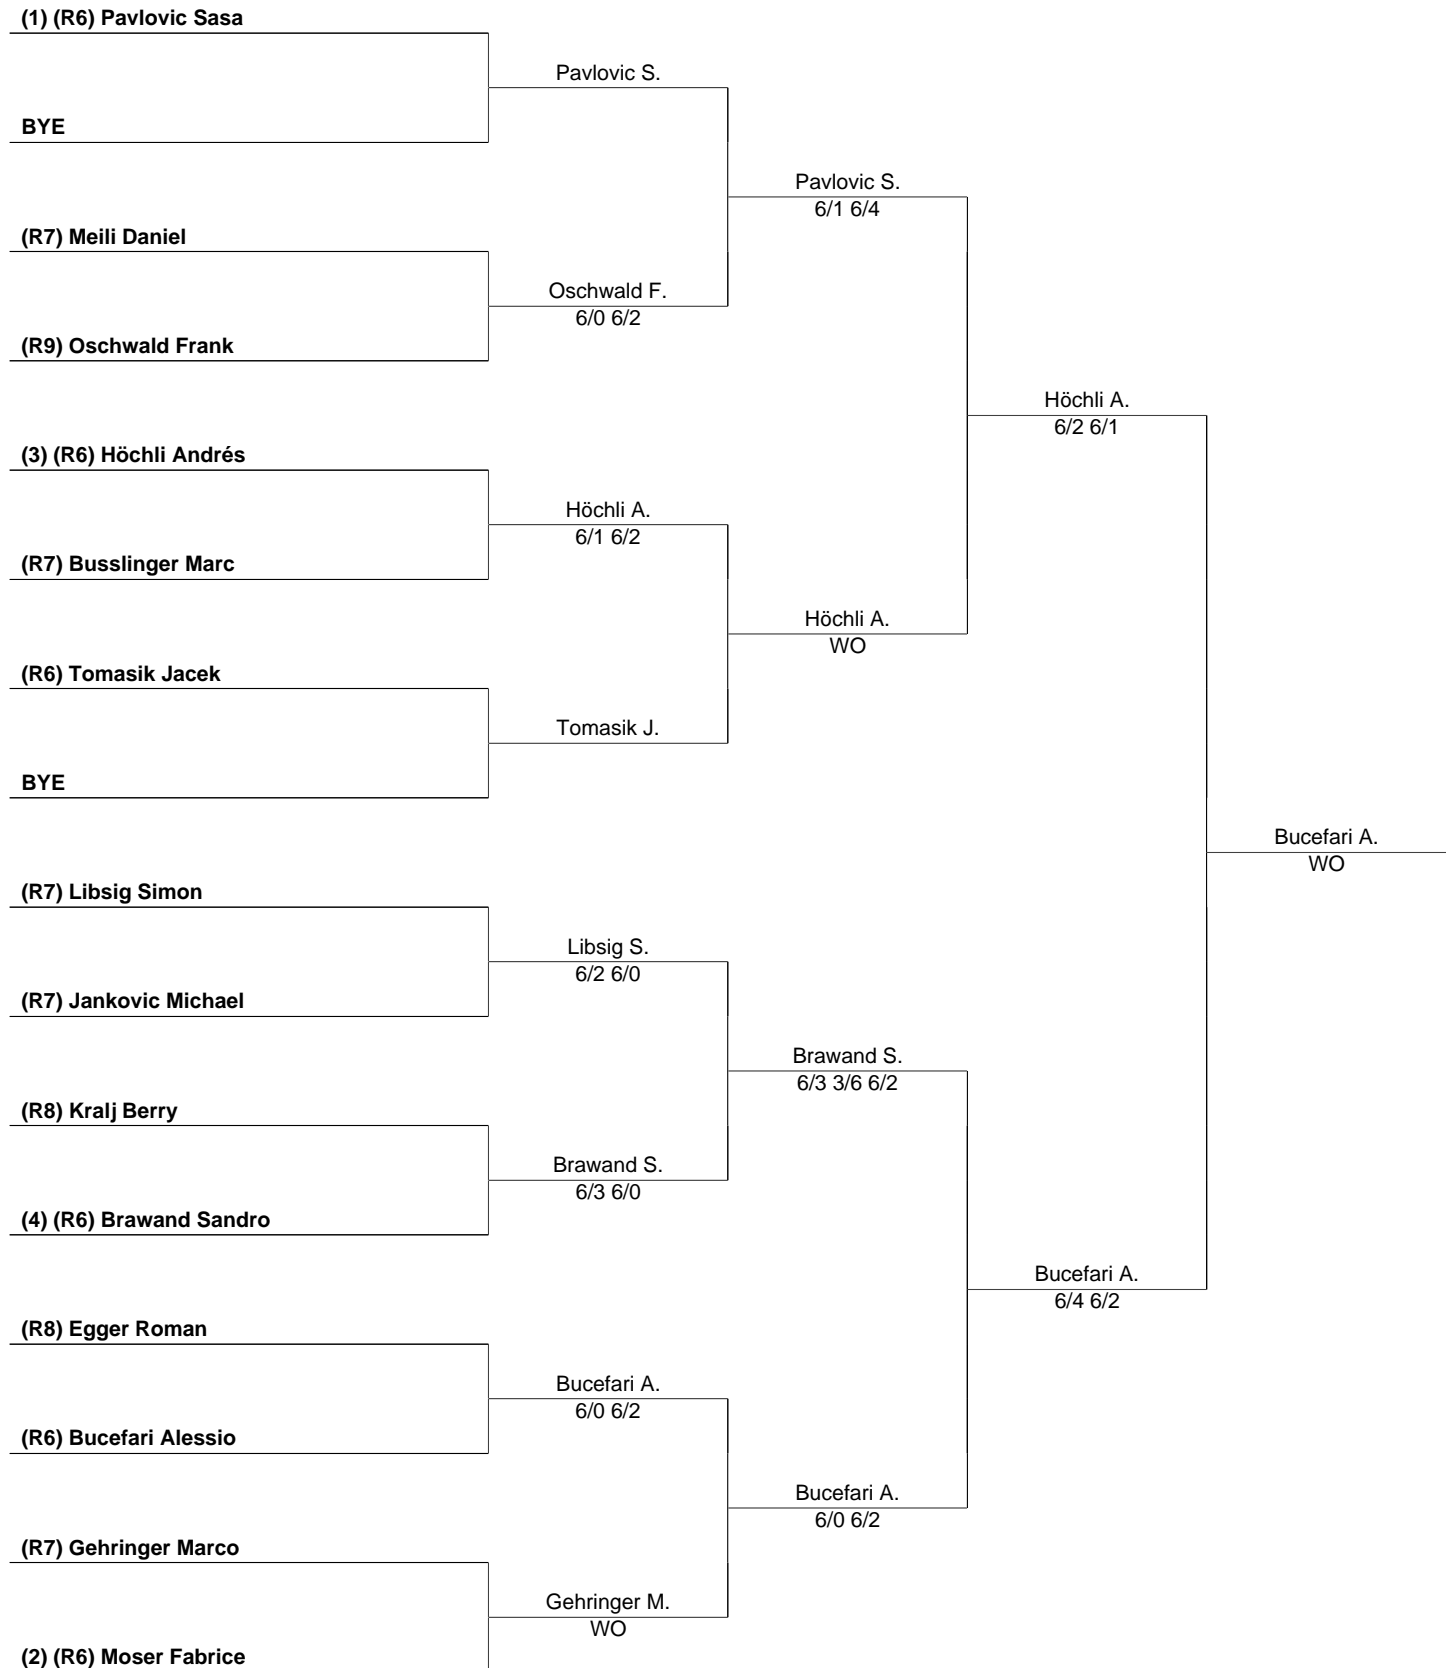 (1) (R6) Pavlovic Sasa
Pavlovic S.
BYE
Pavlovic S.
6/1 6/4
(R7) Meili Daniel
Oschwald F.
6/0 6/2
(R9) Oschwald Frank
Höchli A.
6/2 6/1
(3) (R6) Höchli Andrés
Höchli A.
6/1 6/2
(R7) Busslinger Marc
Höchli A.
WO
(R6) Tomasik Jacek
Tomasik J.
BYE
Bucefari A.
WO
(R7) Libsig Simon
Libsig S.
6/2 6/0
(R7) Jankovic Michael
Brawand S.
6/3 3/6 6/2
(R8) Kralj Berry
Brawand S.
6/3 6/0
(4) (R6) Brawand Sandro
Bucefari A.
6/4 6/2
(R8) Egger Roman
Bucefari A.
6/0 6/2
(R6) Bucefari Alessio
Bucefari A.
6/0 6/2
(R7) Gehringer Marco
Gehringer M.
WO
(2) (R6) Moser Fabrice